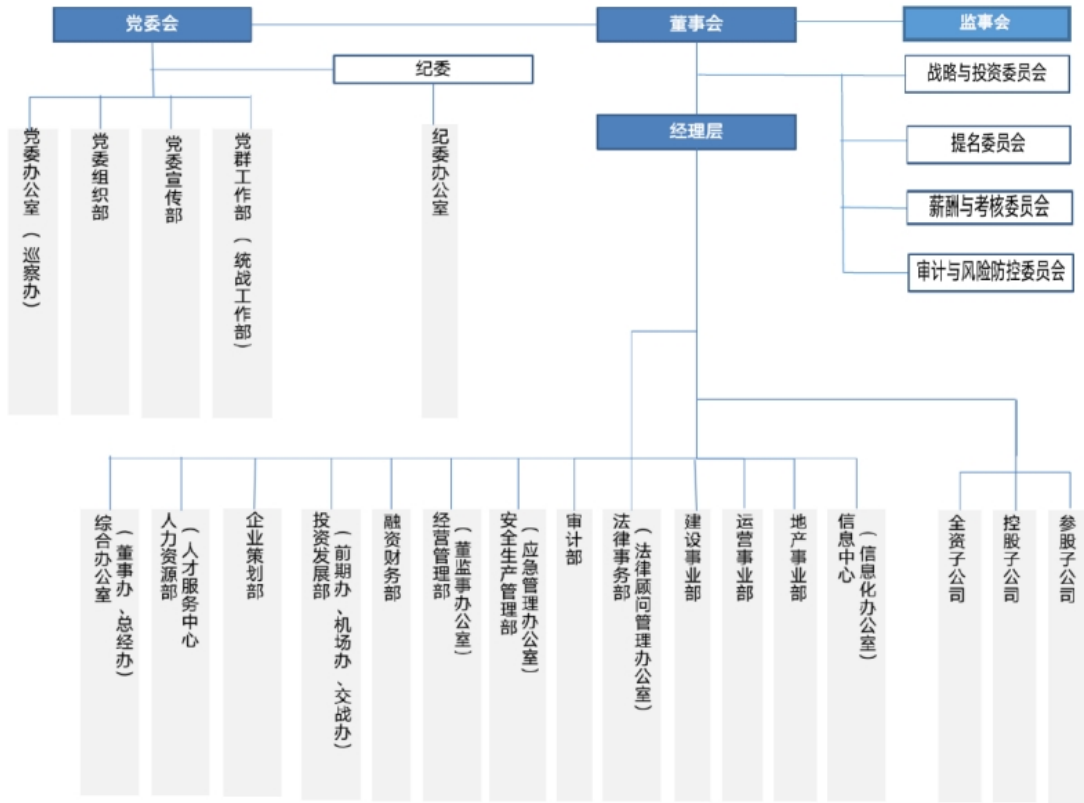 党委会
董事会
监事会
纪委
战略与投资委员会
经理层
提名委员会
薪酬与考核委员会
审计与风险防控委员会
党委办公室（巡察办）
党委组织部
党委宣传部
党群工作部（统战工作部）
纪委办公室
综合办公室
（董事办、总经办）
人力资源部
（人才服务中心
企业策划部
投资发展部
（前期办、机场办、交战办）
融资财务部
经营管理部
（董监事办公室）
安全生产管理部
（应急管理办公室）
审计部
法律事务部
（法律顾问管理办公室）
建设事业部
运营事业部
地产事业部
信息中心
（信息化办公室）
全资子公司
控股子公司
参股子公司